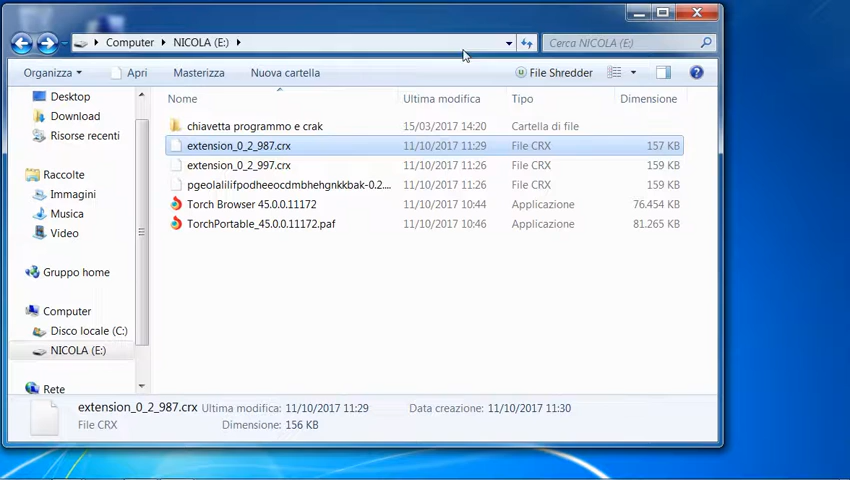 Computer NICOLA (E:)
Cerca NICOLA (E:)
Organizza Apri Masterizza Nuova cartella File Shredder
Nome Ultima modifica Tipo Dimensione
Desktop
Download
Risorse recenti
Raccolte
Immagini
Musica
Video
Gruppo home
Computer
Disco locale (C:)
NICOLA (E:)
Rete
chiavetta programmo e crak 15/03/2017 14:20 Cartella di file
extension_0_2_987.crx 11/10/2017 11:29 File CRX 157 KB
extension_0_2_997.crx 11/10/2017 11:26 File CRX 159 KB
pgeolalilifpodheeocdmbhehgnkkbak-0.2.... 11/10/2017 11:26 File CRX 159 KB
Torch Browser 45.0.0.11172 11/10/2017 10:44 Applicazione 76.454 KB
TorchPortable_45.0.0.11172.paf 11/10/2017 10:46 Applicazione 81.265 KB
extension_0_2_987.crx Ultima modifica: 11/10/2017 11:29 Data creazione: 11/10/2017 11:30
File CRX Dimensione: 156 KB